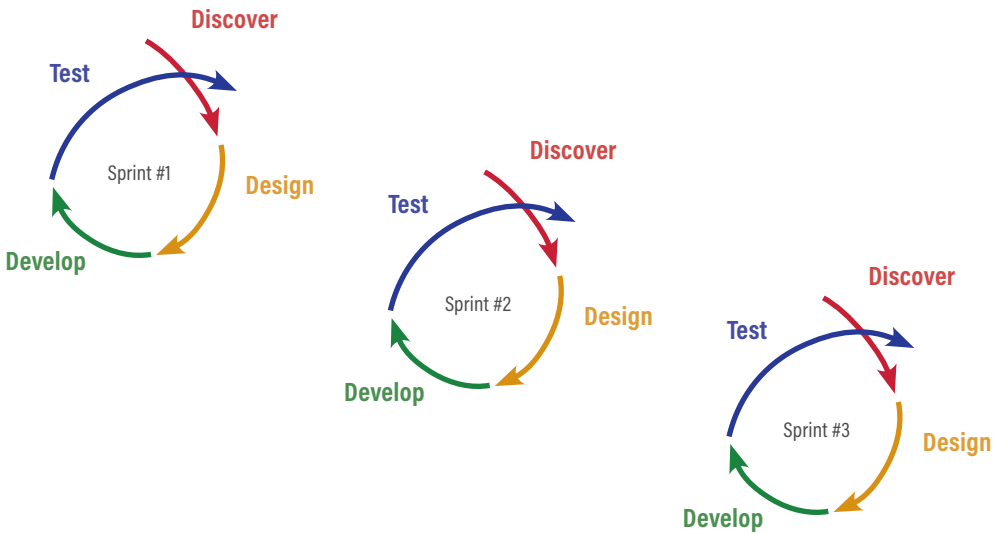 Discover
Test
Sprint #1
Design
Develop
Discover
Test
Sprint #2
Design
Develop
Discover
Test
Sprint #3
Design
Develop